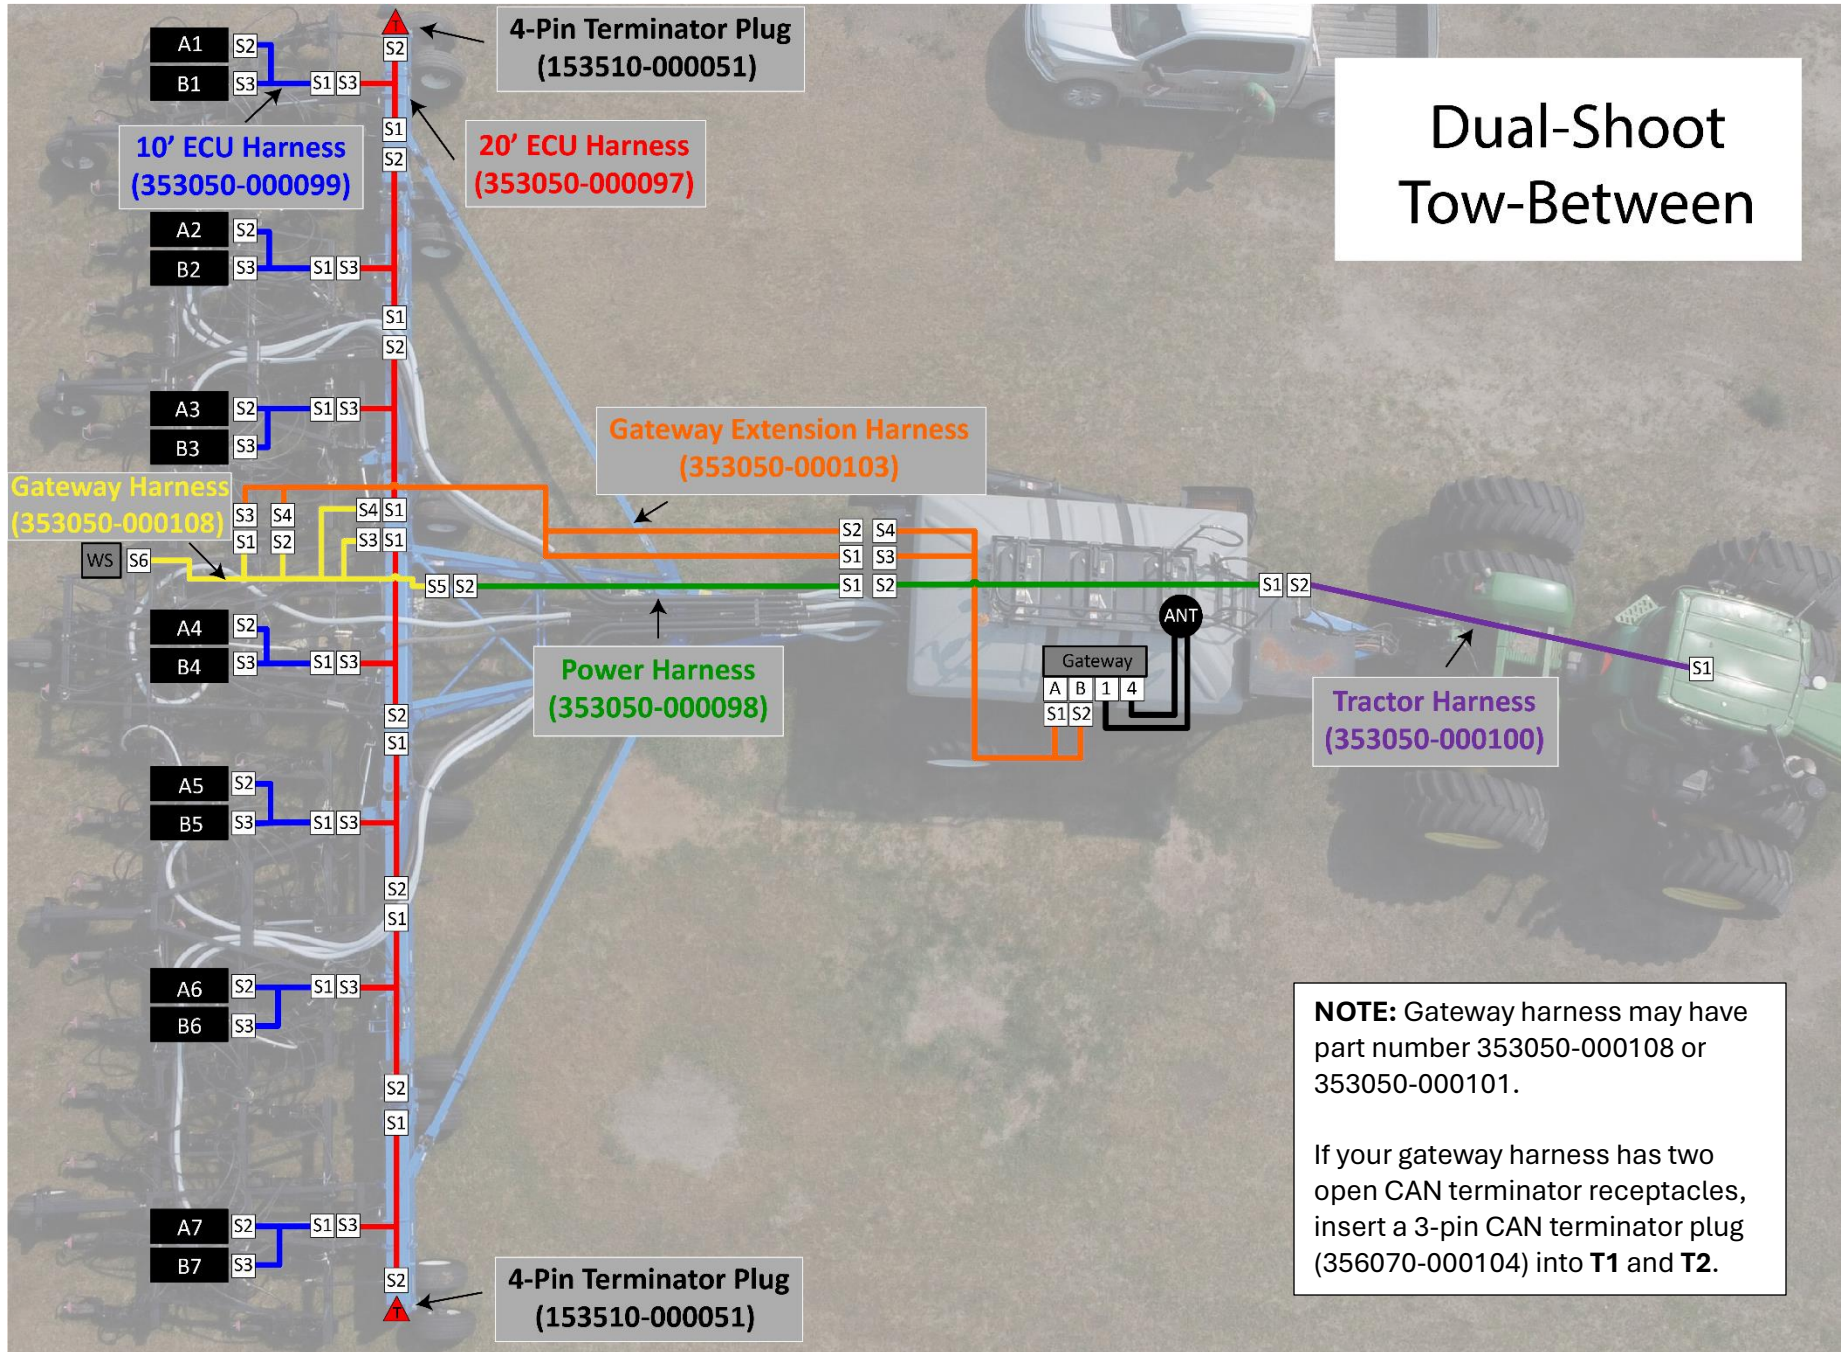 4-Pin Terminator Plug
(153510-000051)
Dual-Shoot
Tow-Between
T
S2
A1 S2
B1 S3 S1 S3
S1
10' ECU Harness
(353050-000099)
20' ECU Harness
(353050-000097)
S2
A2 S2
B2 S3 S1 S3
S1
S2
A3 S2 S1 S3
B3 S3
Gateway Extension Harness
(353050-000103)
Gateway Harness
(353050-000108)
S3 S4 S4 S1
S1 S2 S3 S1
S2 S4
S1 S3
WS S6
S5 S2 S1 S2 S1 S2
ANT
A4 S2
B4 S3 S1 S3
Power Harness
(353050-000098)
Gateway
A B 1 4
S1 S2
S1
Tractor Harness
(353050-000100)
S2
S1
A5 S2
B5 S3 S1 S3
S2
S1
A6 S2 S1 S3
B6 S3
S2
S1
A7 S2 S1 S3
B7 S3
S2
T
4-Pin Terminator Plug
(153510-000051)
NOTE: Gateway harness may have
part number 353050-000108 or
353050-000101.
If your gateway harness has two
open CAN terminator receptacles,
insert a 3-pin CAN terminator plug
(356070-000104) into T1 and T2.